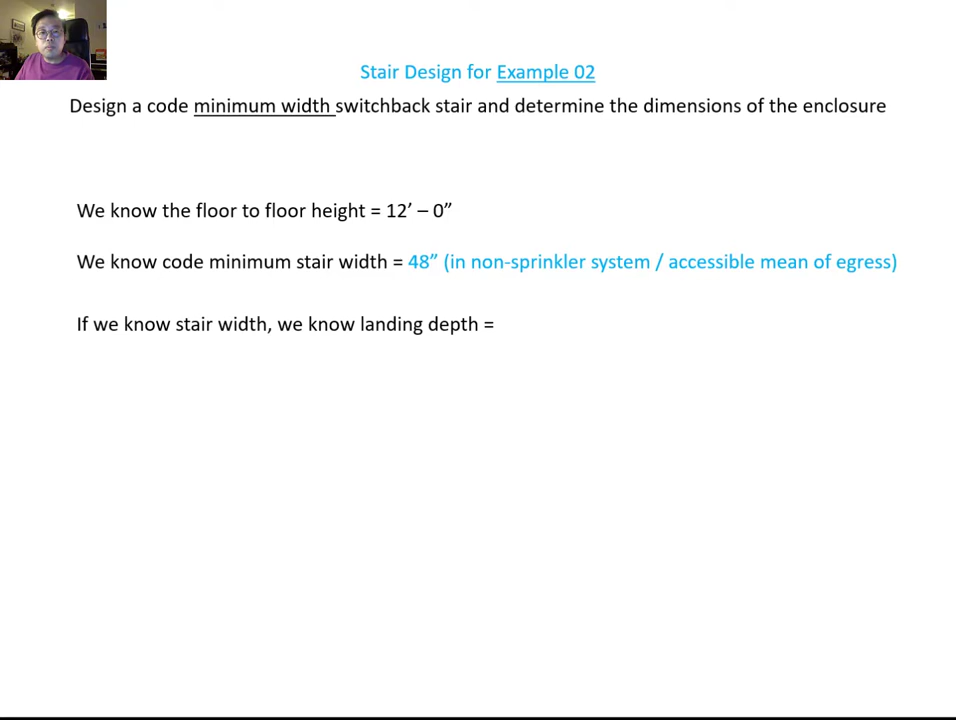 Stair Design for Example 02
Design a code minimum width switchback stair and determine the dimensions of the enclosure
We know the floor to floor height = 12’ – 0”
We know code minimum stair width = 48” (in non-sprinkler system / accessible mean of egress)
If we know stair width, we know landing depth =